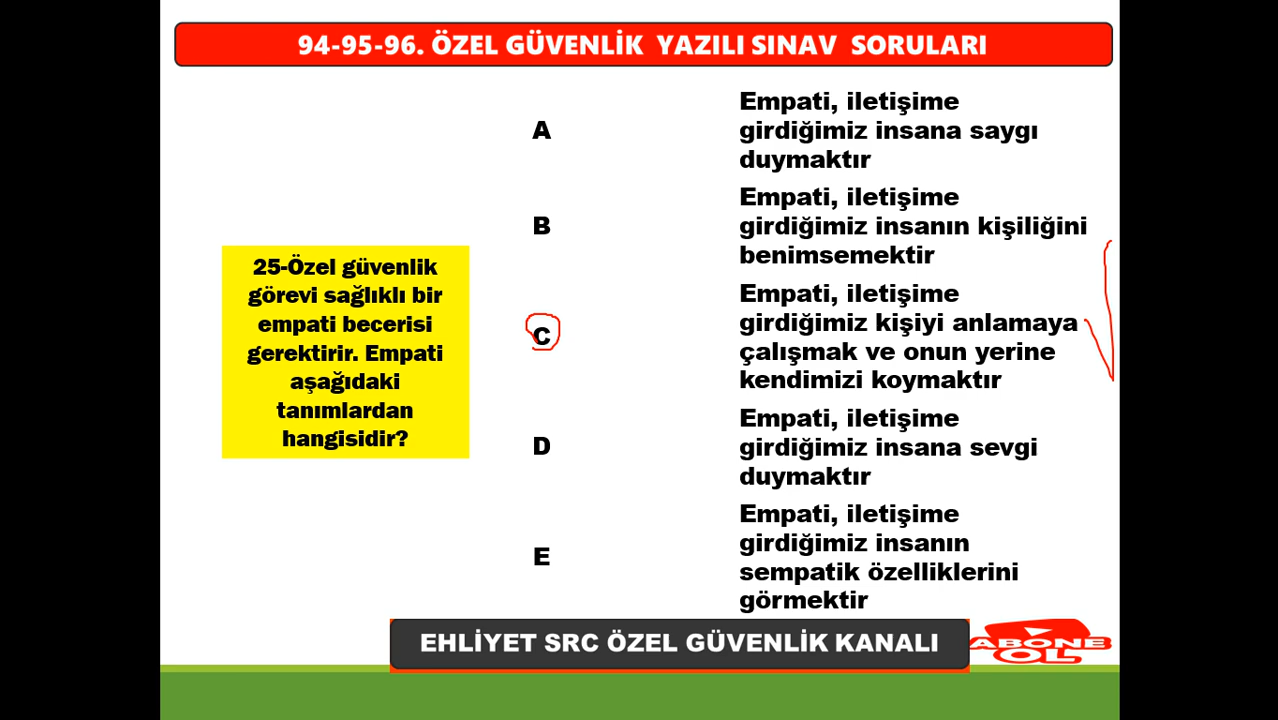 94-95-96. ÖZEL GÜVENLİK YAZILI SINAV SORULARI
25-Özel güvenlik
görevi sağlıklı bir
empati becerisi
gerektirir. Empati
aşağıdaki
tanımlardan
hangisidir?
A
Empati, iletişime
girdiğimiz insana saygı
duymaktır
B
Empati, iletişime
girdiğimiz insanın kişiliğini
benimsemektir
C
Empati, iletişime
girdiğimiz kişiyi anlamaya
çalışmak ve onun yerine
kendimizi koymaktır
D
Empati, iletişime
girdiğimiz insana sevgi
duymaktır
E
Empati, iletişime
girdiğimiz insanın
sempatik özelliklerini
görmektir
EHLİYET SRC ÖZEL GÜVENLİK KANALI
ABONE
OL